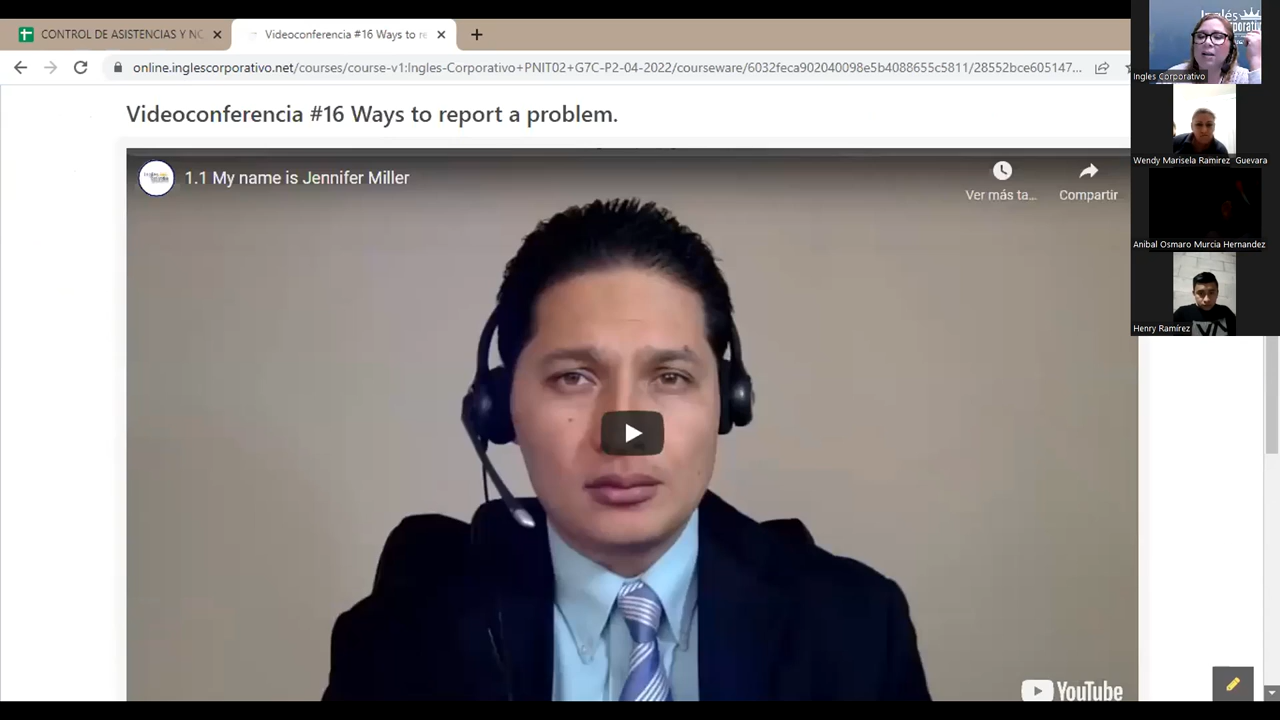 CONTROL DE ASISTENCIAS Y NO
Videoconferencia #16 Ways to re
online.inglescorporativo.net/courses/course-v1:Ingles-Corporativo+PNIT02+G7C-P2-04-2022/courseware/6032feca902040098e5b4088655c5811/28552bce605147...
Videoconferencia #16 Ways to report a problem.
1.1 My name is Jennifer Miller
Ver más ta...
Compartir
YouTube
Inglés
Ingles Corporativo
Wendy Marisela Ramirez Guevara
Anibal Osmaro Murcia Hernandez
Henry Ramírez